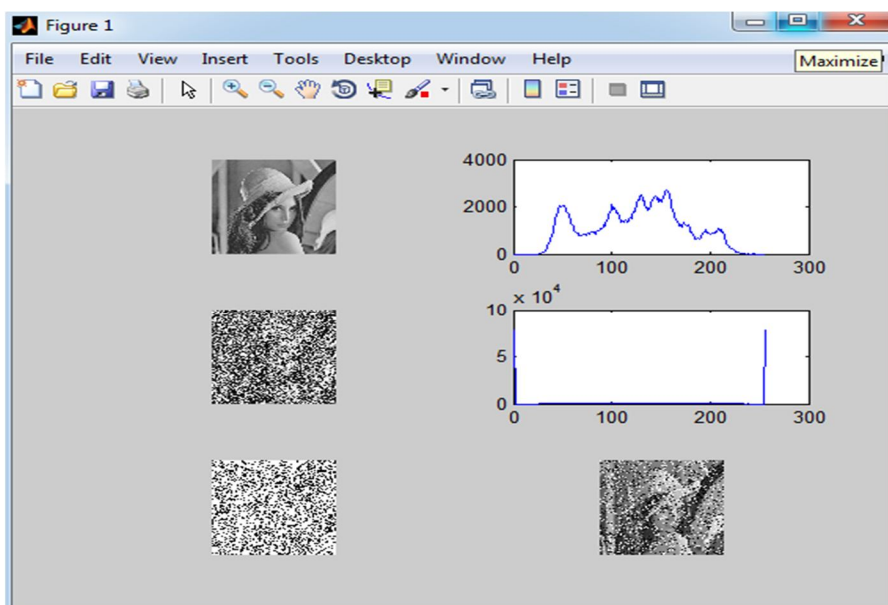 Figure 1
File Edit View Insert Tools Desktop Window Help
Maximize
4000
2000
0
0 100 200 300
x 10^4
10
5
0
0 100 200 300